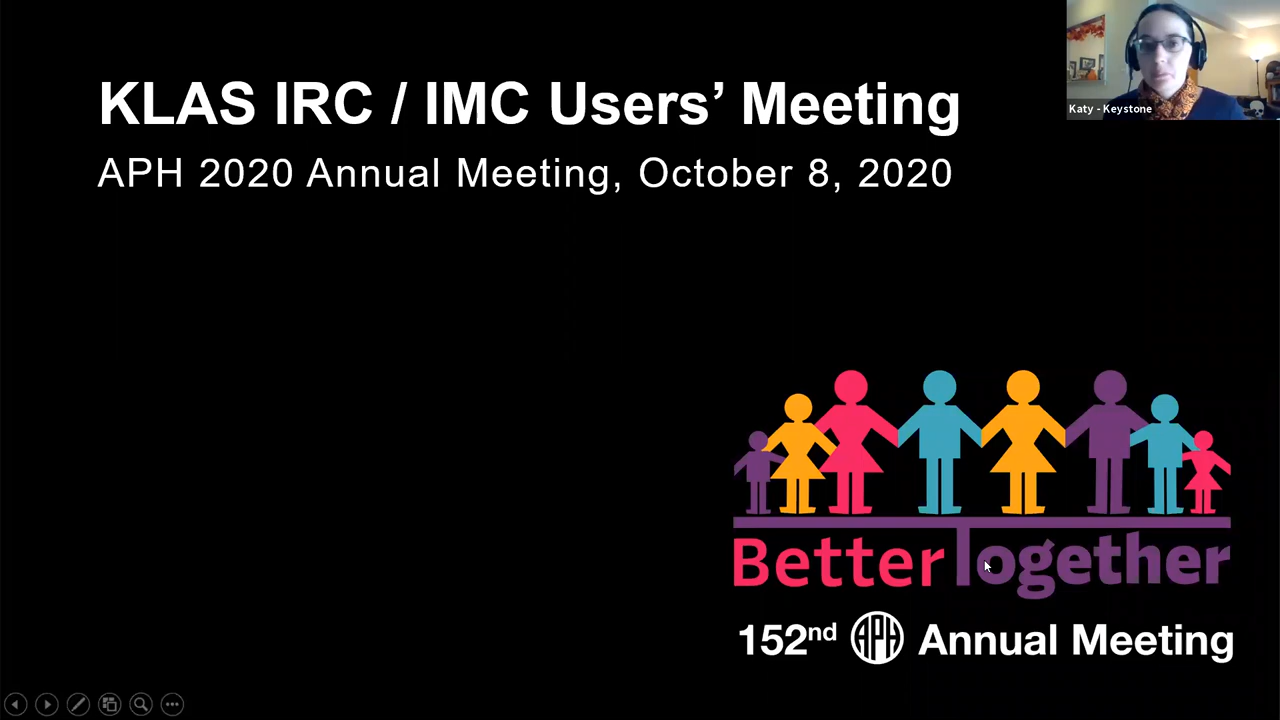 KLAS IRC / IMC Users’ Meeting
APH 2020 Annual Meeting, October 8, 2020
Katy - Keystone
Better Together
152nd APH Annual Meeting